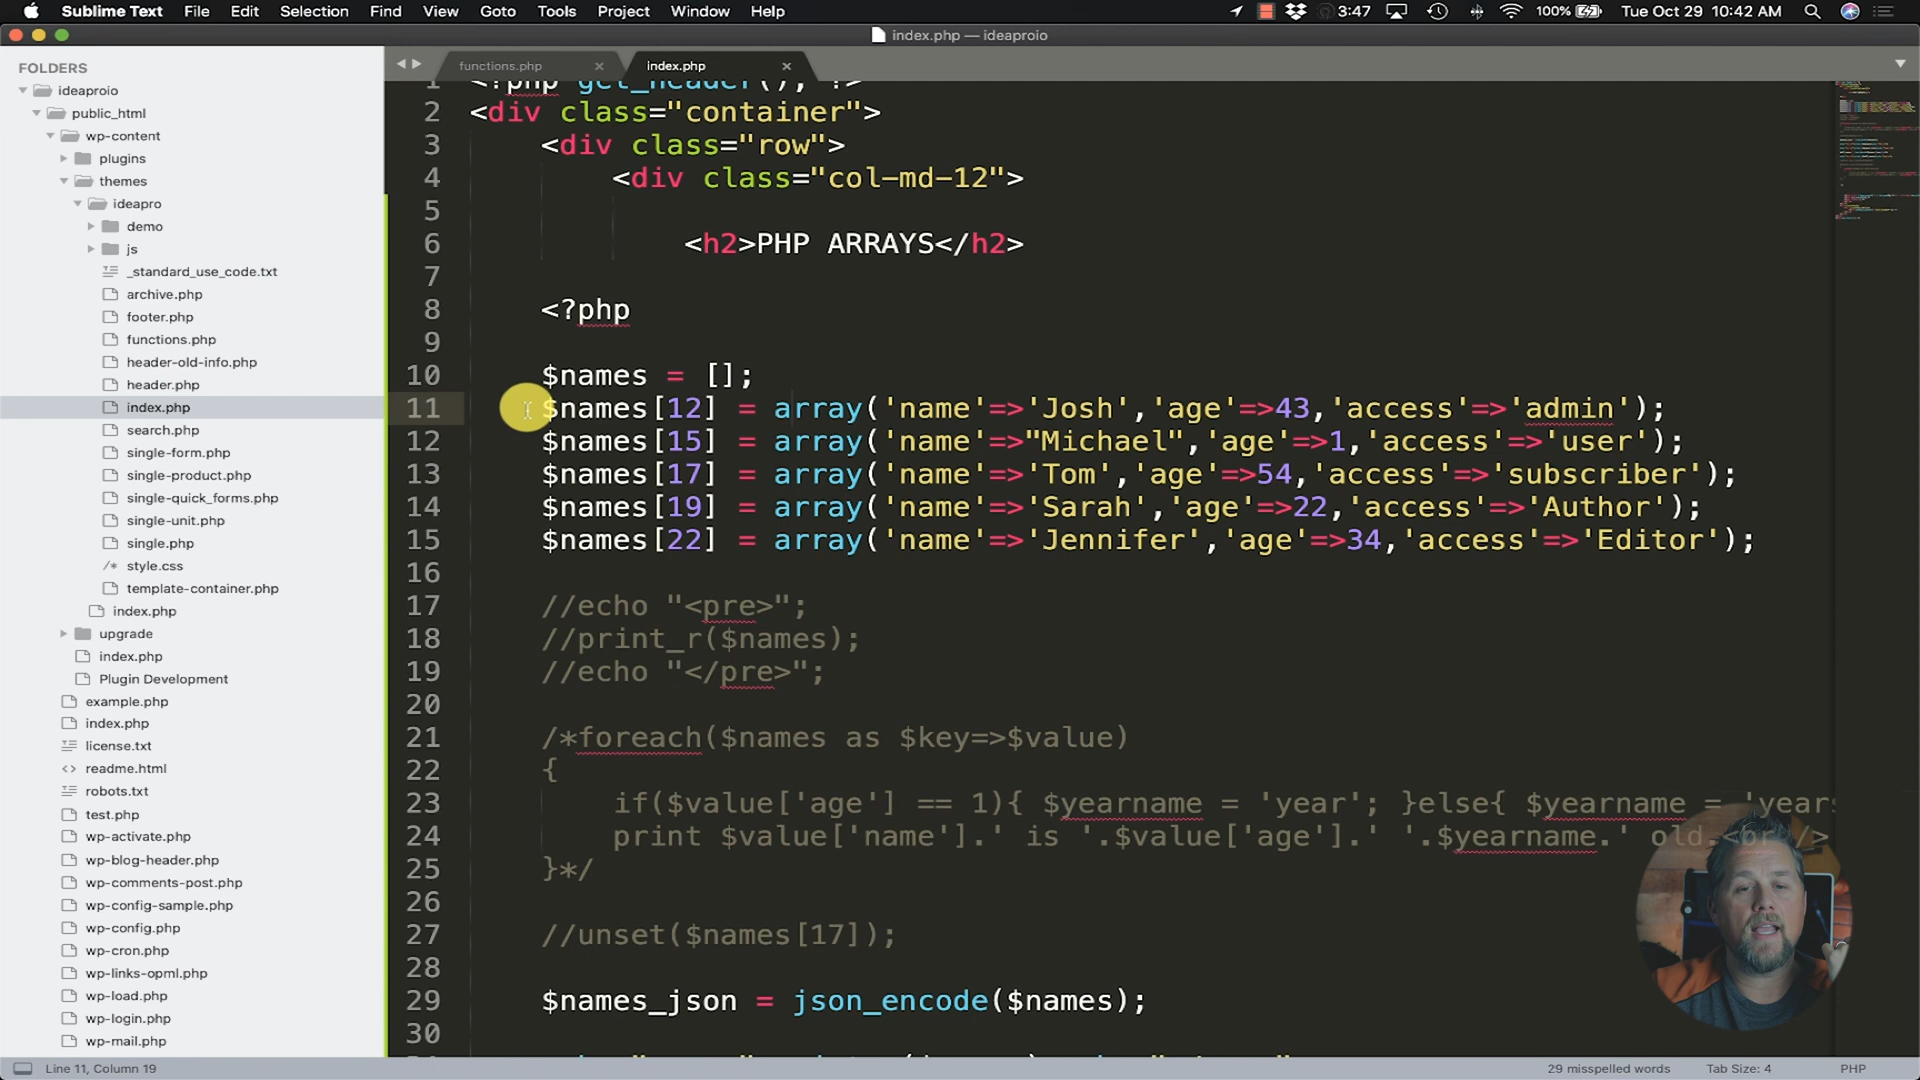 Sublime Text File Edit Selection Find View Goto Tools Project Window Help 3:47 100% Tue Oct 29 10:42 AM
index.php — ideaproio
FOLDERS
ideaproio
public_html
wp-content
plugins
themes
ideapro
demo
js
_standard_use_code.txt
archive.php
footer.php
functions.php
header-old-info.php
header.php
index.php
search.php
single-form.php
single-product.php
single-quick_forms.php
single-unit.php
single.php
/* style.css
template-container.php
index.php
upgrade
index.php
Plugin Development
example.php
index.php
license.txt
<> readme.html
robots.txt
test.php
wp-activate.php
wp-blog-header.php
wp-comments-post.php
wp-config-sample.php
wp-config.php
wp-cron.php
wp-links-opml.php
wp-load.php
wp-login.php
wp-mail.php
functions.php × index.php ×
1 <?php get_header(); ?>
2 <div class="container">
3 <div class="row">
4 <div class="col-md-12">
5
6 <h2>PHP ARRAYS</h2>
7
8 <?php
9
10 $names = [];
11 $names[12] = array('name'=>'Josh','age'=>43,'access'=>'admin');
12 $names[15] = array('name'=>"Michael",'age'=>1,'access'=>'user');
13 $names[17] = array('name'=>'Tom','age'=>54,'access'=>'subscriber');
14 $names[19] = array('name'=>'Sarah','age'=>22,'access'=>'Author');
15 $names[22] = array('name'=>'Jennifer','age'=>34,'access'=>'Editor');
16
17 //echo "<pre>";
18 //print_r($names);
19 //echo "</pre>";
20
21 /*foreach($names as $key=>$value)
22 {
23 if($value['age'] == 1){ $yearname = 'year'; }else{ $yearname = 'years
24 print $value['name'].' is '.$value['age'].' '.$yearname.' old.<br />
25 }*/
26
27 //unset($names[17]);
28
29 $names_json = json_encode($names);
30
Line 11, Column 19 29 misspelled words Tab Size: 4 PHP